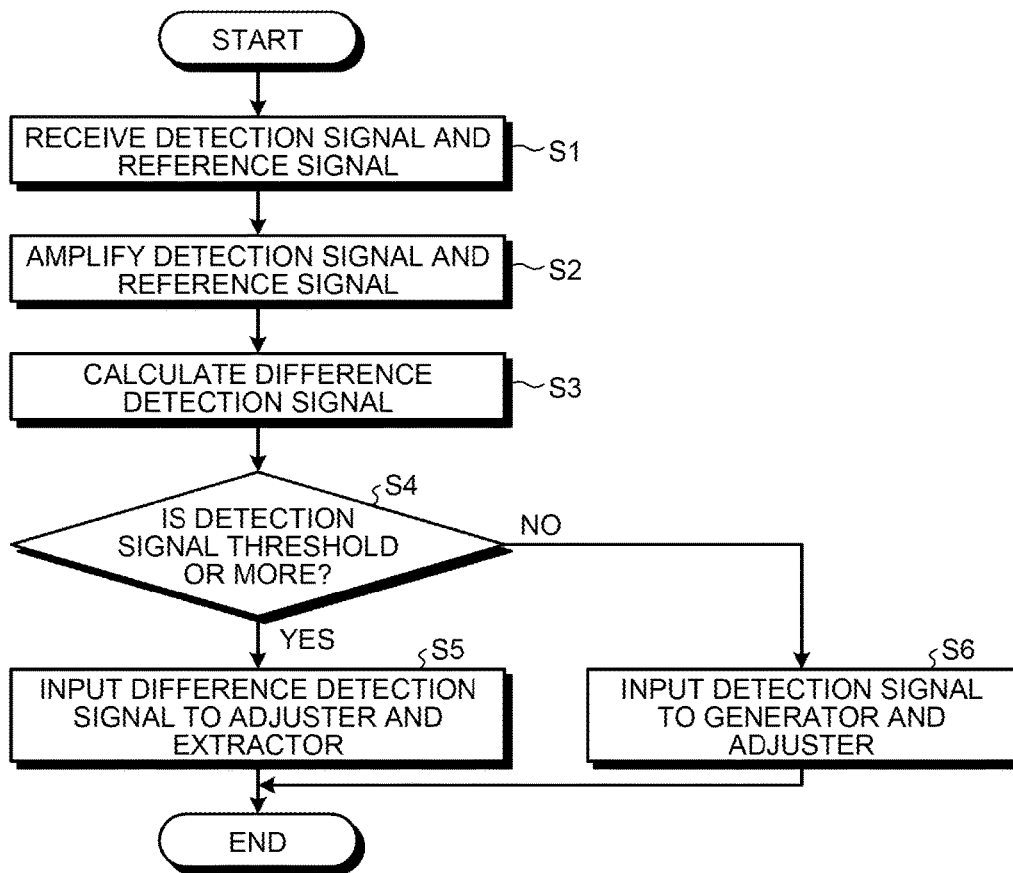 START
RECEIVE DETECTION SIGNAL AND
REFERENCE SIGNAL
S1
AMPLIFY DETECTION SIGNAL AND
REFERENCE SIGNAL
S2
CALCULATE DIFFERENCE
DETECTION SIGNAL
S3
S4
IS DETECTION
SIGNAL THRESHOLD
OR MORE?
NO
YES
S5
INPUT DIFFERENCE DETECTION
SIGNAL TO ADJUSTER AND
EXTRACTOR
S6
INPUT DETECTION SIGNAL
TO GENERATOR AND
ADJUSTER
END